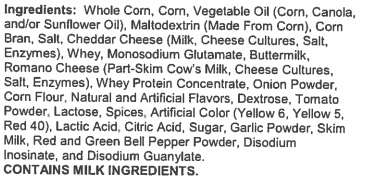 Ingredients: Whole Corn, Corn, Vegetable Oil (Corn, Canola,
and/or Sunflower Oil), Maltodextrin (Made From Corn), Corn
Bran, Salt, Cheddar Cheese (Milk, Cheese Cultures, Salt,
Enzymes), Whey, Monosodium Glutamate, Buttermilk,
Romano Cheese (Part-Skim Cow's Milk, Cheese Cultures,
Salt, Enzymes), Whey Protein Concentrate, Onion Powder,
Corn Flour, Natural and Artificial Flavors, Dextrose, Tomato
Powder, Lactose, Spices, Artificial Color (Yellow 6, Yellow 5,
Red 40), Lactic Acid, Citric Acid, Sugar, Garlic Powder, Skim
Milk, Red and Green Bell Pepper Powder, Disodium
Inosinate, and Disodium Guanylate.
CONTAINS MILK INGREDIENTS.